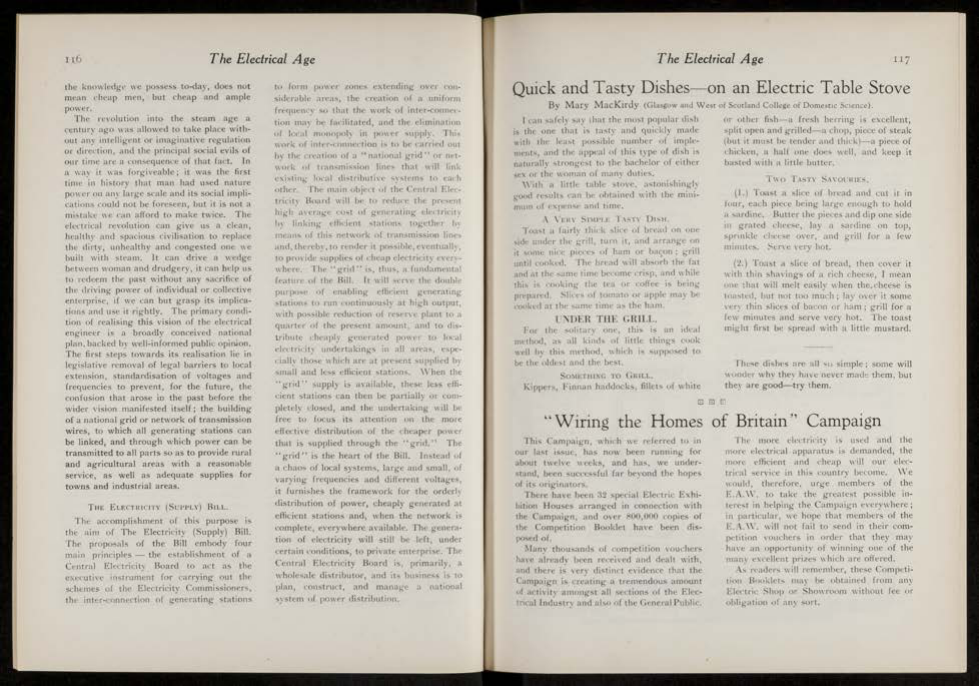 116
The Electrical Age
the knowledge we possess to-day, does not
mean cheap men, but cheap and ample
power.
The revolution into the steam age a
century ago was allowed to take place with-
out any intelligent or imaginative regulation
or direction, and the principal social evils of
our time are a consequence of that fact. In
a way it was forgiveable; it was the first
time in history that man had used nature
power on any large scale and its social impli-
cations could not be foreseen, but it is not a
mistake we can afford to make twice. The
electrical revolution can give us a clean,
healthy and spacious civilisation to replace
the dirty, unhealthy and congested one we
built with steam. It can drive a wedge
between woman and drudgery, it can help us
to redeem the past without any sacrifice of
the driving power of individual or collective
enterprise, if we can but grasp its implica-
tions and use it rightly. The primary condi-
tion of realising this vision of the electrical
engineer is a broadly conceived national
plan, backed by well-informed public opinion.
The first steps towards its realisation lie in
legislative removal of legal barriers to local
extension, standardisation of voltages and
frequencies to prevent, for the future, the
confusion that arose in the past before the
wider vision manifested itself; the building
of a national grid or network of transmission
wires, to which all generating stations can
be linked, and through which power can be
transmitted to all parts so as to provide rural
and agricultural areas with a reasonable
service, as well as adequate supplies for
towns and industrial areas.
THE ELECTRICITY (SUPPLY) BILL.
The accomplishment of this purpose is
the aim of The Electricity (Supply) Bill.
The proposals of the Bill embody four
main principles — the establishment of a
Central Electricity Board to act as the
executive instrument for carrying out the
schemes of the Electricity Commissioners,
the inter-connection of generating stations
to form power zones extending over con-
siderable areas, the creation of a uniform
frequency so that the work of inter-connec-
tion may be facilitated, and the elimination
of local monopoly in power supply. This
work of inter-connection is to be carried out
by the creation of a "national grid" or net-
work of transmission lines that will link
existing local distributive systems to each
other. The main object of the Central Elec-
tricity Board will be to reduce the present
high average cost of generating electricity
by linking efficient stations together by
means of this network of transmission lines
and, thereby, to render it possible, eventually,
to provide supplies of cheap electricity every-
where. The "grid" is, thus, a fundamental
feature of the Bill. It will serve the double
purpose of enabling efficient generating
stations to run continuously at high output,
with possible reduction of reserve plant to a
quarter of the present amount, and to dis-
tribute cheaply generated power to local
electricity undertakings in all areas, espe-
cially those which are at present supplied by
small and less efficient stations. When the
"grid" supply is available, these less effi-
cient stations can then be partially or com-
pletely closed, and the undertaking will be
free to focus its attention on the more
effective distribution of the cheaper power
that is supplied through the "grid." The
"grid" is the heart of the Bill. Instead of
a chaos of local systems, large and small, of
varying frequencies and different voltages,
it furnishes the framework for the orderly
distribution of power, cheaply generated at
efficient stations and, when the network is
complete, everywhere available. The genera-
tion of electricity will still be left, under
certain conditions, to private enterprise. The
Central Electricity Board is, primarily, a
wholesale distributor, and its business is to
plan, construct, and manage a national
system of power distribution.
The Electrical Age
117
Quick and Tasty Dishes—on an Electric Table Stove
By Mary MacKirdy (Glasgow and West of Scotland College of Domestic Science).
I can safely say that the most popular dish
is the one that is tasty and quickly made
with the least possible number of imple-
ments, and the appeal of this type of dish is
naturally strongest to the bachelor of either
sex or the woman of many duties.
With a little table stove, astonishingly
good results can be obtained with the mini-
mum of expense and time.
A VERY SIMPLE TASTY DISH.
Toast a fairly thick slice of bread on one
side under the grill, turn it, and arrange on
it some nice pieces of ham or bacon; grill
until cooked. The bread will absorb the fat
and at the same time become crisp, and while
this is cooking the tea or coffee is being
prepared. Slices of tomato or apple may be
cooked at the same time as the ham.
UNDER THE GRILL.
For the solitary one, this is an ideal
method, as all kinds of little things cook
well by this method, which is supposed to
be the oldest and the best.
SOMETHING TO GRILL.
Kippers, Finnan haddocks, fillets of white
or other fish—a fresh herring is excellent,
split open and grilled—a chop, piece of steak
(but it must be tender and thick)—a piece of
chicken, a half one does well, and keep it
basted with a little butter.
TWO TASTY SAVOURIES.
(1.) Toast a slice of bread and cut it in
four, each piece being large enough to hold
a sardine. Butter the pieces and dip one side
in grated cheese, lay a sardine on top,
sprinkle cheese over, and grill for a few
minutes. Serve very hot.
(2.) Toast a slice of bread, then cover it
with thin shavings of a rich cheese, I mean
one that will melt easily when the cheese is
toasted, but not too much; lay over it some
very thin slices of bacon or ham; grill for a
few minutes and serve very hot. The toast
might first be spread with a little mustard.
These dishes are all so simple; some will
wonder why they have never made them, but
they are good—try them.
"Wiring the Homes of Britain" Campaign
This Campaign, which we referred to in
our last issue, has now been running for
about twelve weeks, and has, we under-
stand, been successful far beyond the hopes
of its originators.
There have been 32 special Electric Exhi-
bition Houses arranged in connection with
the Campaign, and over 800,000 copies of
the Competition Booklet have been dis-
posed of.
Many thousands of competition vouchers
have already been received and dealt with,
and there is very distinct evidence that the
Campaign is creating a tremendous amount
of activity amongst all sections of the Elec-
trical Industry and also of the General Public.
The more electricity is used and the
more electrical apparatus is demanded, the
more efficient and cheap will our elec-
trical service in this country become. We
would, therefore, urge members of the
E.A.W. to take the greatest possible in-
terest in helping the Campaign everywhere;
in particular, we hope that members of the
E.A.W. will not fail to send in their com-
petition vouchers in order that they may
have an opportunity of winning one of the
many excellent prizes which are offered.
As readers will remember, these Competi-
tion Booklets may be obtained from any
Electric Shop or Showroom without fee or
obligation of any sort.